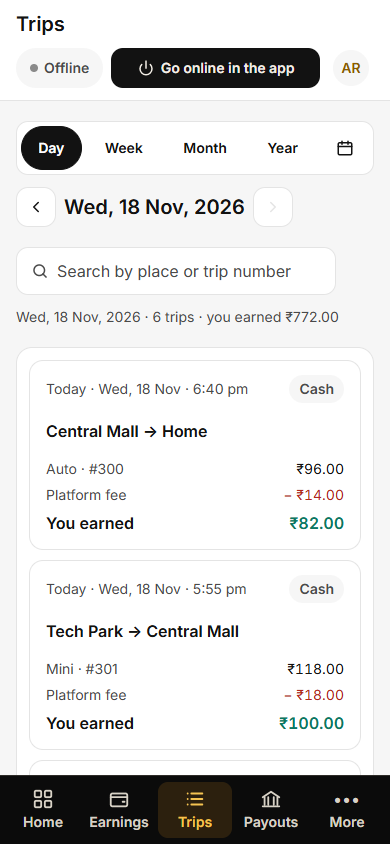 Trips
Offline
Go online in the app
AR
Day Week Month Year
Wed, 18 Nov, 2026
Search by place or trip number
Wed, 18 Nov, 2026 · 6 trips · you earned ₹772.00
Today · Wed, 18 Nov · 6:40 pm Cash
Central Mall → Home
Auto · #300 ₹96.00
Platform fee − ₹14.00
You earned ₹82.00
Today · Wed, 18 Nov · 5:55 pm Cash
Tech Park → Central Mall
Mini · #301 ₹118.00
Platform fee − ₹18.00
You earned ₹100.00
Home Earnings Trips Payouts More